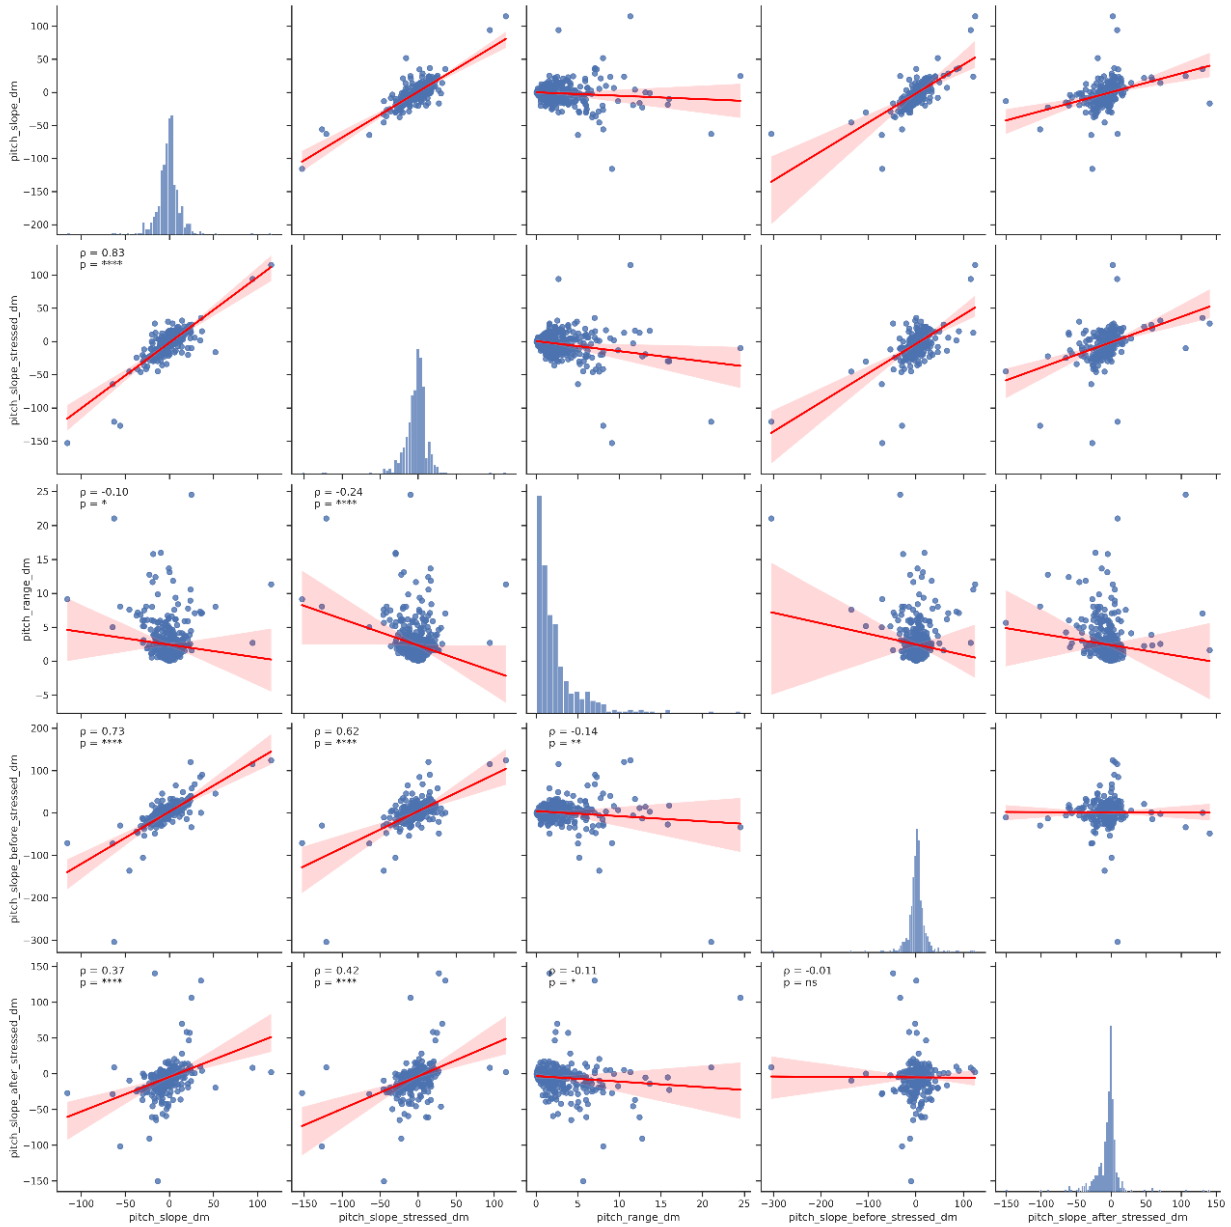 100
50
0
−50
−100
−150
−200
pitch_slope_dm
ρ = 0.83
p = ****
100
50
0
−50
−100
−150
pitch_slope_stressed_dm
ρ = -0.10
p = *
ρ = -0.24
p = ****
25
20
15
10
5
0
−5
pitch_range_dm
ρ = 0.73
p = ****
ρ = 0.62
p = ****
ρ = -0.14
p = **
200
100
0
−100
−200
−300
pitch_slope_before_stressed_dm
ρ = 0.37
p = ****
ρ = 0.42
p = ****
ρ = -0.11
p = *
ρ = -0.01
p = ns
150
100
50
0
−50
−100
−150
pitch_slope_after_stressed_dm
−100 −50 0 50 100
−150 −100 −50 0 50 100
0 5 10 15 20 25
−300 −200 −100 0 100
−150 −100 −50 0 50 100 150
pitch_slope_dm
pitch_slope_stressed_dm
pitch_range_dm
pitch_slope_before_stressed_dm
pitch_slope_after_stressed_dm